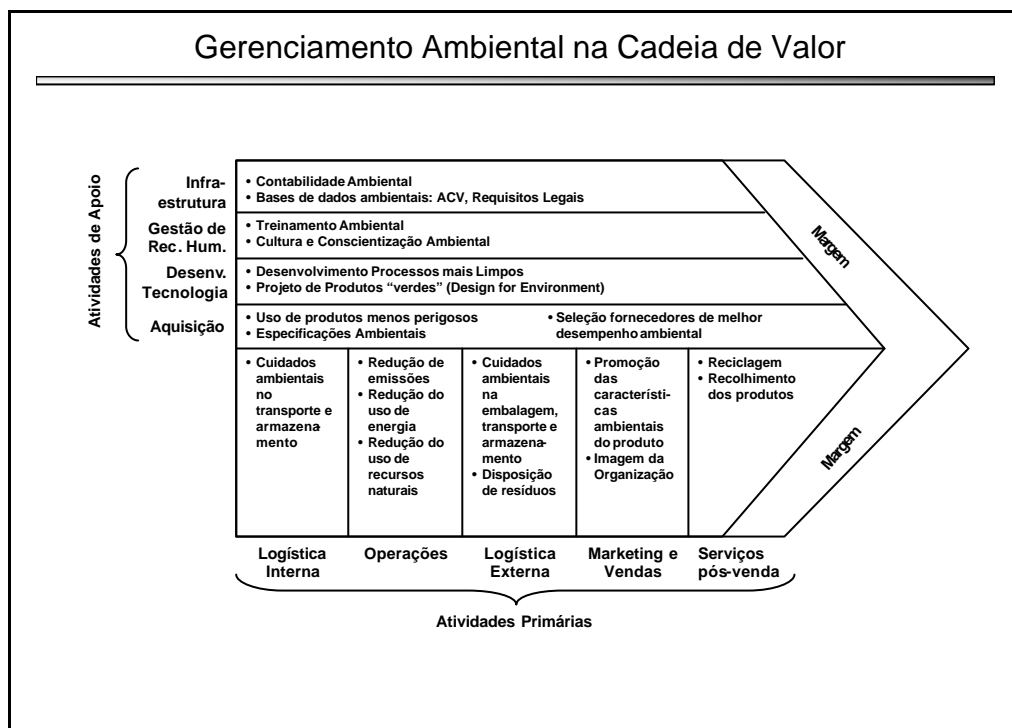 Gerenciamento Ambiental na Cadeia de Valor
Atividades de Apoio
Infra-
estrutura
• Contabilidade Ambiental
• Bases de dados ambientais: ACV, Requisitos Legais
Gestão de
Rec. Hum.
• Treinamento Ambiental
• Cultura e Conscientização Ambiental
Desenv.
Tecnologia
• Desenvolvimento Processos mais Limpos
• Projeto de Produtos “verdes” (Design for Environment)
Aquisição
• Uso de produtos menos perigosos
• Especificações Ambientais
• Seleção fornecedores de melhor
desempenho ambiental
Margem
• Cuidados
ambientais
no
transporte e
armazena-
mento
• Redução de
emissões
• Redução do
uso de
energia
• Redução do
uso de
recursos
naturais
• Cuidados
ambientais
na
embalagem,
transporte e
armazena-
mento
• Disposição
de resíduos
• Promoção
das
característi-
cas
ambientais
do produto
• Imagem da
Organização
• Reciclagem
• Recolhimento
dos produtos
Margem
Logística
Interna
Operações
Logística
Externa
Marketing e
Vendas
Serviços
pós-venda
Atividades Primárias